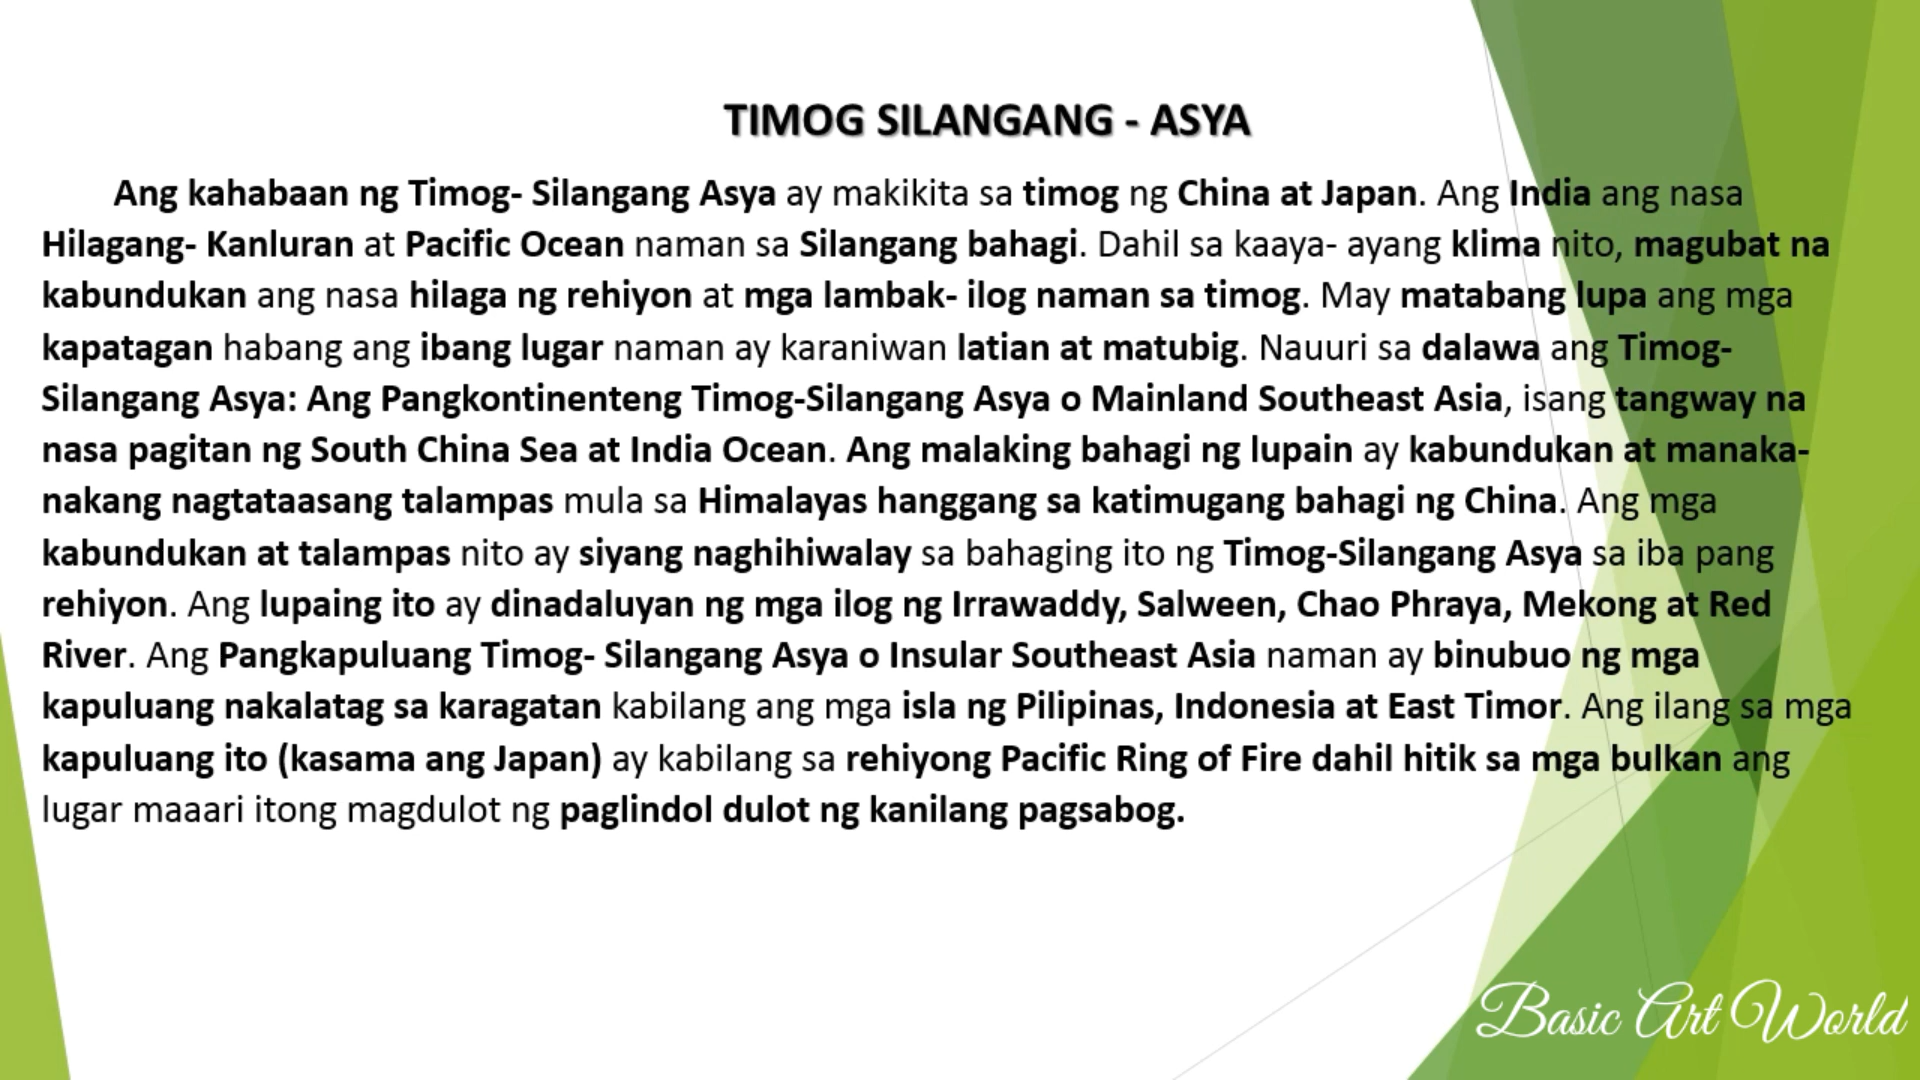 TIMOG SILANGANG - ASYA
Ang kahabaan ng Timog- Silangang Asya ay makikita sa timog ng China at Japan. Ang India ang nasa
Hilagang- Kanluran at Pacific Ocean naman sa Silangang bahagi. Dahil sa kaaya- ayang klima nito, magubat na
kabundukan ang nasa hilaga ng rehiyon at mga lambak- ilog naman sa timog. May matabang lupa ang mga
kapatagan habang ang ibang lugar naman ay karaniwan latian at matubig. Nauuri sa dalawa ang Timog-
Silangang Asya: Ang Pangkontinenteng Timog-Silangang Asya o Mainland Southeast Asia, isang tangway na
nasa pagitan ng South China Sea at India Ocean. Ang malaking bahagi ng lupain ay kabundukan at manaka-
nakang nagtataasang talampas mula sa Himalayas hanggang sa katimugang bahagi ng China. Ang mga
kabundukan at talampas nito ay siyang naghihiwalay sa bahaging ito ng Timog-Silangang Asya sa iba pang
rehiyon. Ang lupaing ito ay dinadaluyan ng mga ilog ng Irrawaddy, Salween, Chao Phraya, Mekong at Red
River. Ang Pangkapuluang Timog- Silangang Asya o Insular Southeast Asia naman ay binubuo ng mga
kapuluang nakalatag sa karagatan kabilang ang mga isla ng Pilipinas, Indonesia at East Timor. Ang ilang sa mga
kapuluang ito (kasama ang Japan) ay kabilang sa rehiyong Pacific Ring of Fire dahil hitik sa mga bulkan ang
lugar maaari itong magdulot ng paglindol dulot ng kanilang pagsabog.
Basic Art World